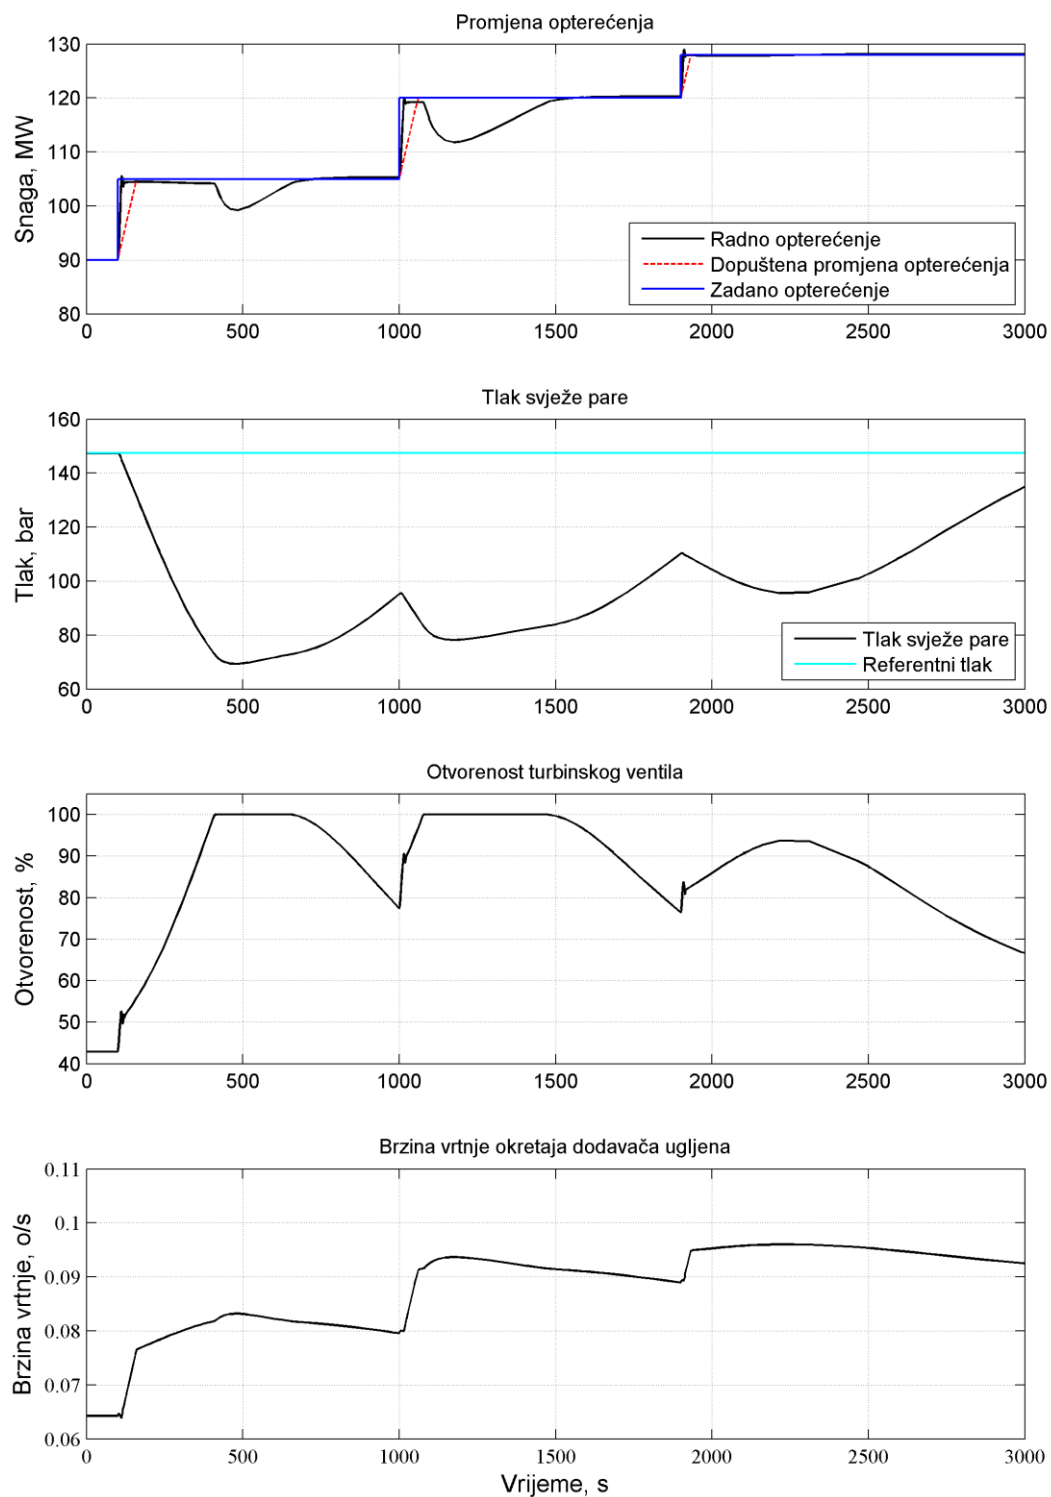 Promjena opterećenja
Snaga, MW
130
120
110
100
90
80
Radno opterećenje
Dopuštena promjena opterećenja
Zadano opterećenje
0 500 1000 1500 2000 2500 3000
Tlak svježe pare
Tlak, bar
160
140
120
100
80
60
Tlak svježe pare
Referentni tlak
0 500 1000 1500 2000 2500 3000
Otvorenost turbinskog ventila
Otvorenost, %
100
90
80
70
60
50
40
0 500 1000 1500 2000 2500 3000
Brzina vrtnje okretaja dodavača ugljena
Brzina vrtnje, o/s
0.11
0.1
0.09
0.08
0.07
0.06
0 500 1000 1500 2000 2500 3000
Vrijeme, s